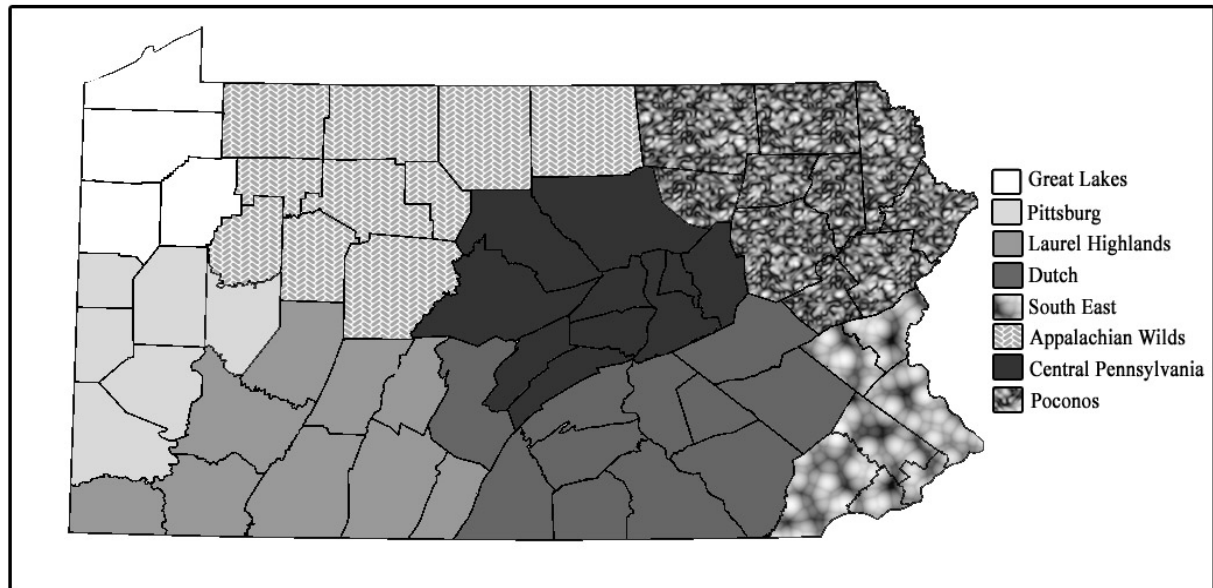 Great Lakes
Pittsburg
Laurel Highlands
Dutch
South East
Appalachian Wilds
Central Pennsylvania
Poconos